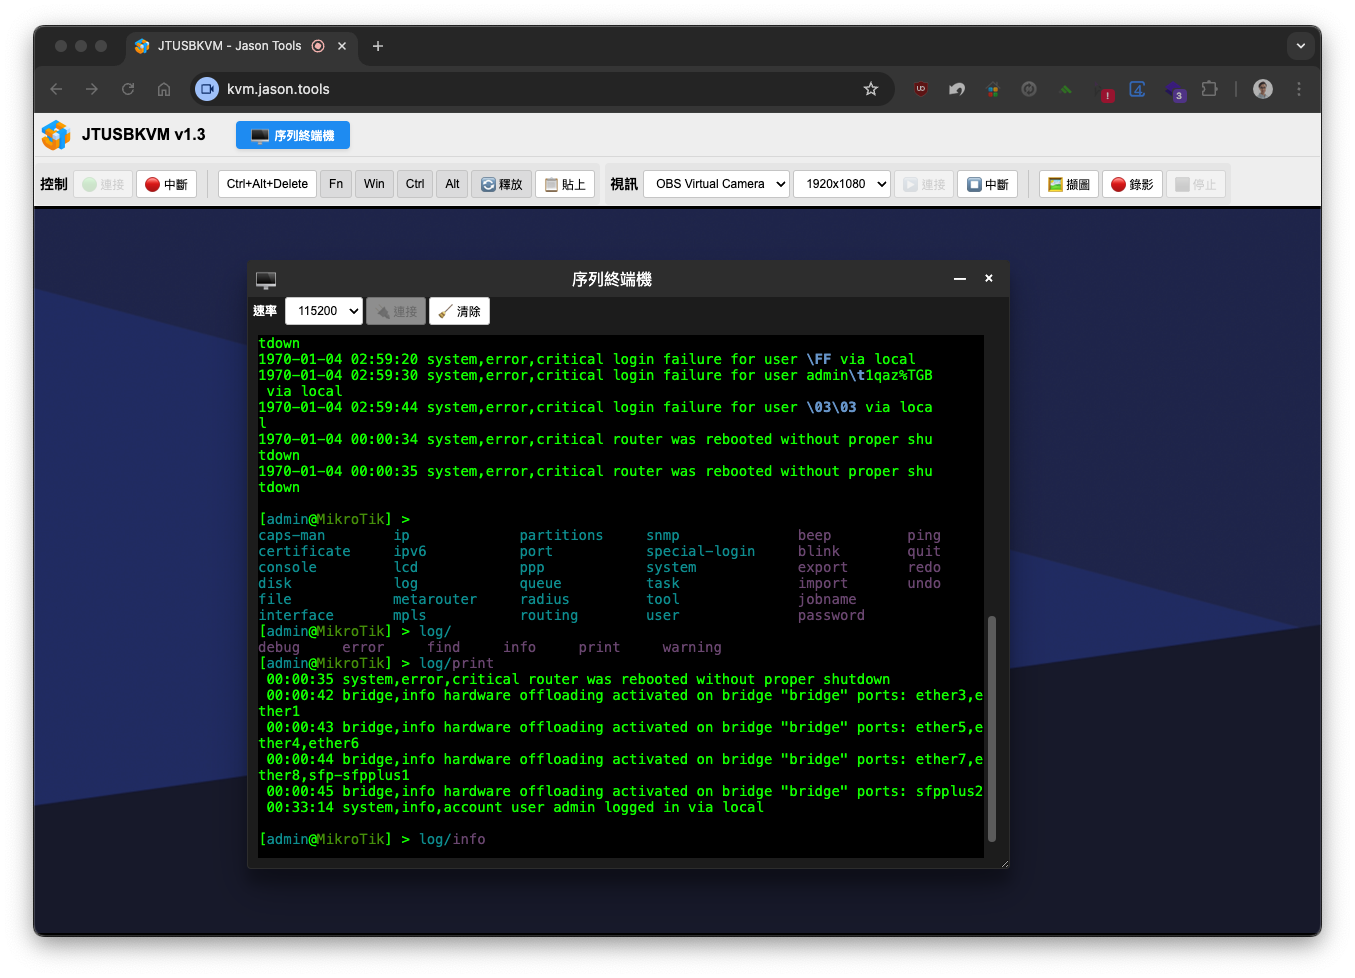 JTUSBKVM - Jason Tools
kvm.jason.tools
UD
!
4
3
JTUSBKVM v1.3
序列終端機
控制
連接
中斷
Ctrl+Alt+Delete
Fn
Win
Ctrl
Alt
釋放
貼上
視訊
OBS Virtual Camera
1920x1080
連接
中斷
擷圖
錄影
停止
序列終端機
速率
115200
連接
清除
tdown
1970-01-04 02:59:20 system,error,critical login failure for user \FF via local
1970-01-04 02:59:30 system,error,critical login failure for user admin\t1qaz%TGB
via local
1970-01-04 02:59:44 system,error,critical login failure for user \03\03 via loca
l
1970-01-04 00:00:34 system,error,critical router was rebooted without proper shu
tdown
1970-01-04 00:00:35 system,error,critical router was rebooted without proper shu
tdown
[admin@MikroTik] >
caps-man ip partitions snmp beep ping
certificate ipv6 port special-login blink quit
console lcd ppp system export redo
disk log queue task import undo
file metarouter radius tool jobname
interface mpls routing user password
[admin@MikroTik] > log/
debug error find info print warning
[admin@MikroTik] > log/print
00:00:35 system,error,critical router was rebooted without proper shutdown
00:00:42 bridge,info hardware offloading activated on bridge "bridge" ports: ether3,e
ther1
00:00:43 bridge,info hardware offloading activated on bridge "bridge" ports: ether5,e
ther4,ether6
00:00:44 bridge,info hardware offloading activated on bridge "bridge" ports: ether7,e
ther8,sfp-sfpplus1
00:00:45 bridge,info hardware offloading activated on bridge "bridge" ports: sfpplus2
00:33:14 system,info,account user admin logged in via local
[admin@MikroTik] > log/info